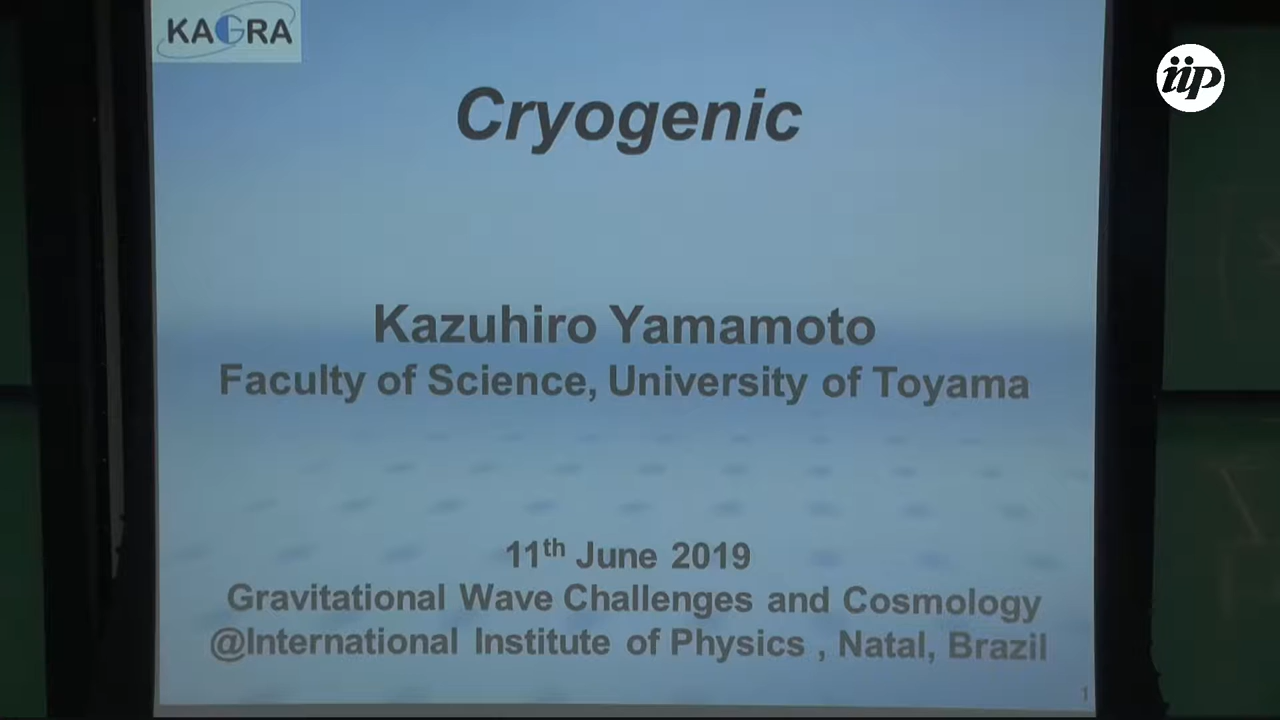 KAGRA
iip
Cryogenic
Kazuhiro Yamamoto
Faculty of Science, University of Toyama
11th June 2019
Gravitational Wave Challenges and Cosmology
@International Institute of Physics , Natal, Brazil
1